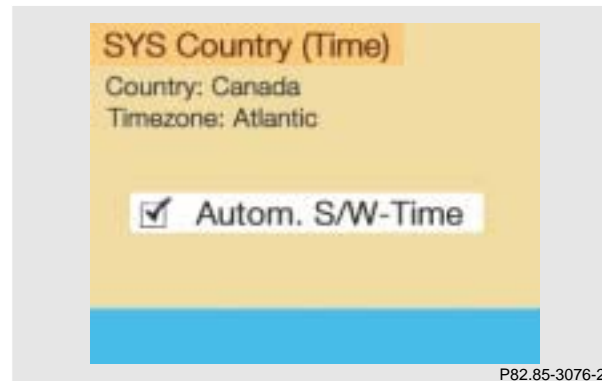 SYS Country (Time)
Country: Canada
Timezone: Atlantic
Autom. S/W-Time
P82.85-3076-2